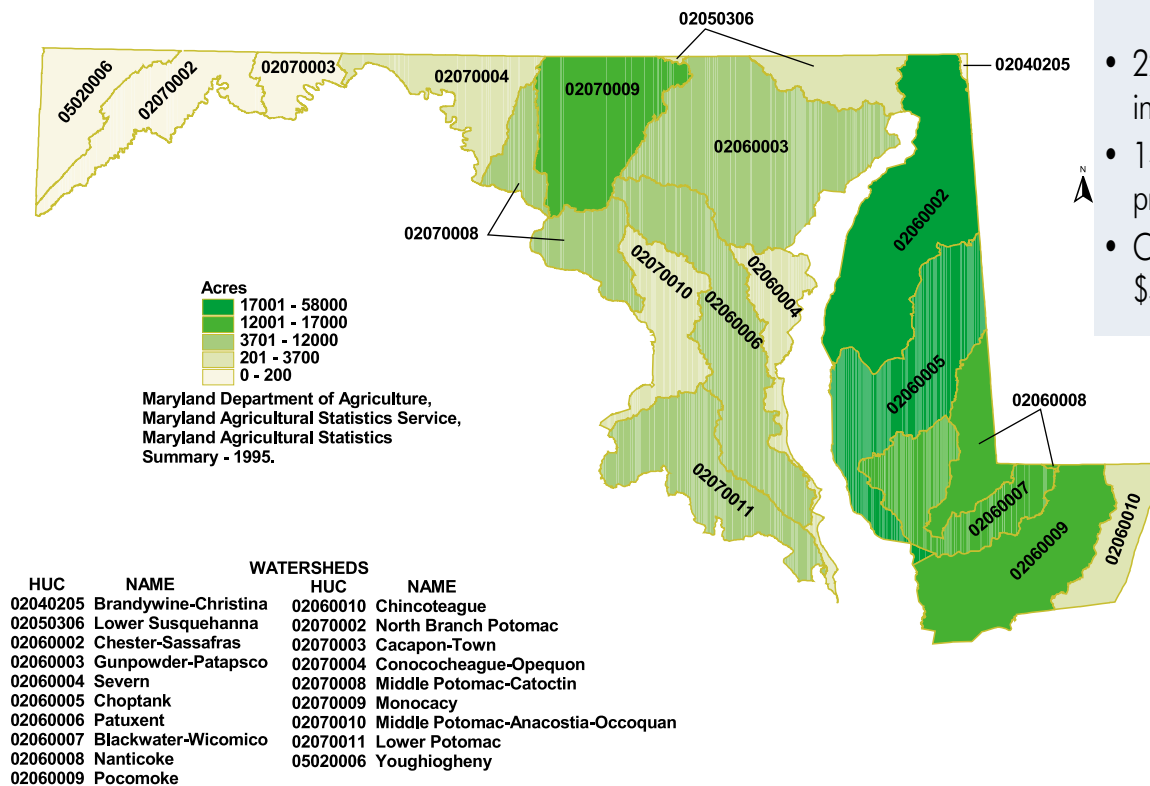 02050306
02040205
05020006
02070002
02070003
02070004
02070009
02060003
02060002
02070008
02070010
02060004
02060006
02060005
02060008
02070011
02060007
02060009
02060010
N
• 2
in
• 1
pr
•
$
Acres
17001 - 58000
12001 - 17000
3701 - 12000
201 - 3700
0 - 200
Maryland Department of Agriculture,
Maryland Agricultural Statistics Service,
Maryland Agricultural Statistics
Summary - 1995.
WATERSHEDS
HUC NAME
02040205 Brandywine-Christina
02050306 Lower Susquehanna
02060002 Chester-Sassafras
02060003 Gunpowder-Patapsco
02060004 Severn
02060005 Choptank
02060006 Patuxent
02060007 Blackwater-Wicomico
02060008 Nanticoke
02060009 Pocomoke
HUC NAME
02060010 Chincoteague
02070002 North Branch Potomac
02070003 Cacapon-Town
02070004 Conococheague-Opequon
02070008 Middle Potomac-Catoctin
02070009 Monocacy
02070010 Middle Potomac-Anacostia-Occoquan
02070011 Lower Potomac
05020006 Youghiogheny